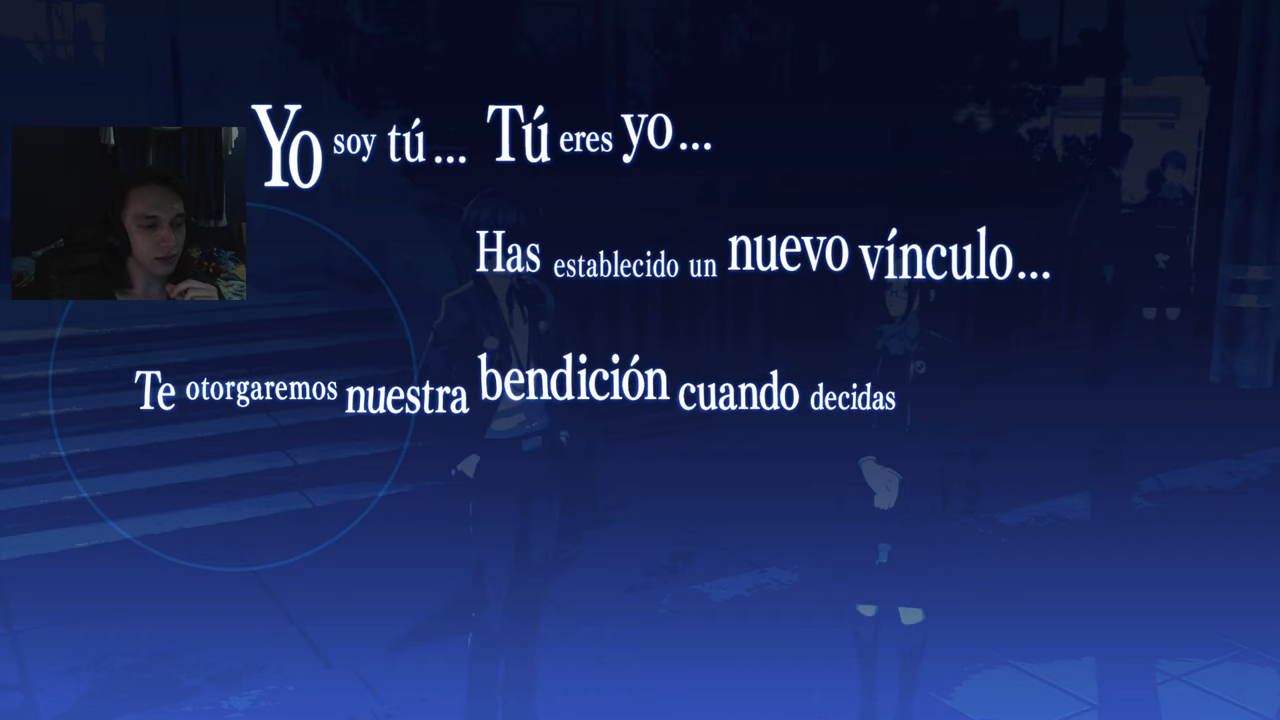 Yo soy tú... Tú eres yo...
Has establecido un nuevo vínculo...
Te otorgaremos nuestra bendición cuando decidas